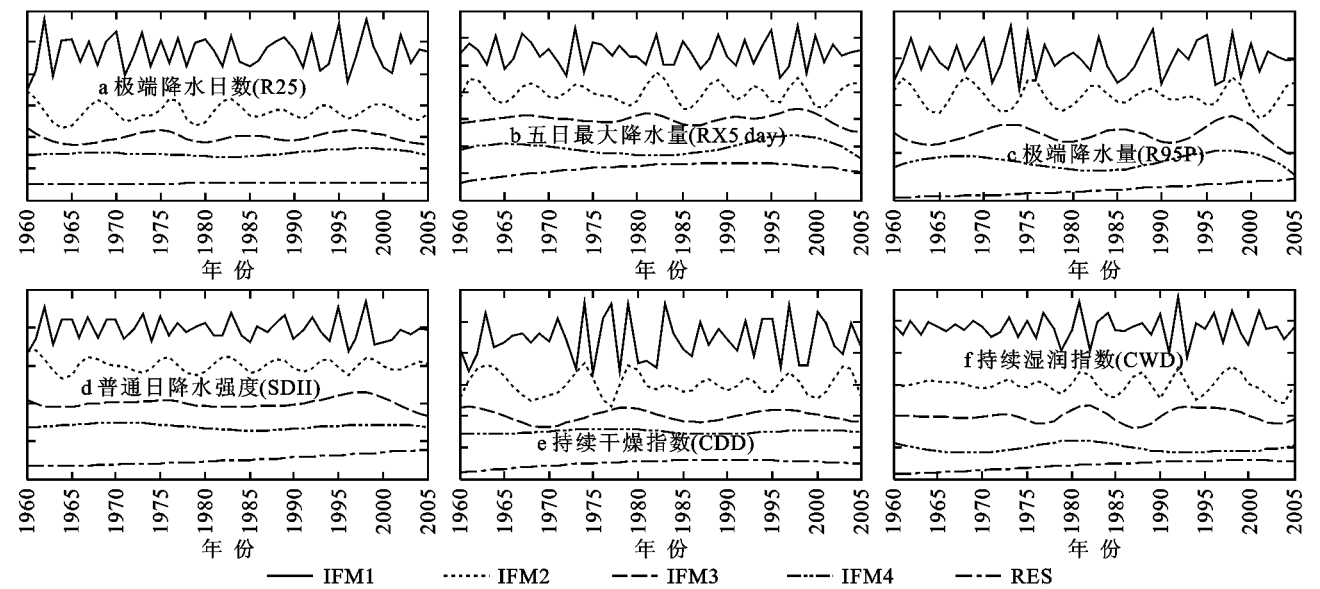 a 极端降水日数(R25)
1960 1965 1970 1975 1980 1985 1990 1995 2000 2005
年 份
b 五日最大降水量(RX5 day)
1960 1965 1970 1975 1980 1985 1990 1995 2000 2005
年 份
c 极端降水量(R95P)
1960 1965 1970 1975 1980 1985 1990 1995 2000 2005
年 份
d 普通日降水强度(SDII)
1960 1965 1970 1975 1980 1985 1990 1995 2000 2005
年 份
e 持续干燥指数(CDD)
1960 1965 1970 1975 1980 1985 1990 1995 2000 2005
年 份
f 持续湿润指数(CWD)
1960 1965 1970 1975 1980 1985 1990 1995 2000 2005
年 份
IFM1 IFM2 IFM3 IFM4 RES